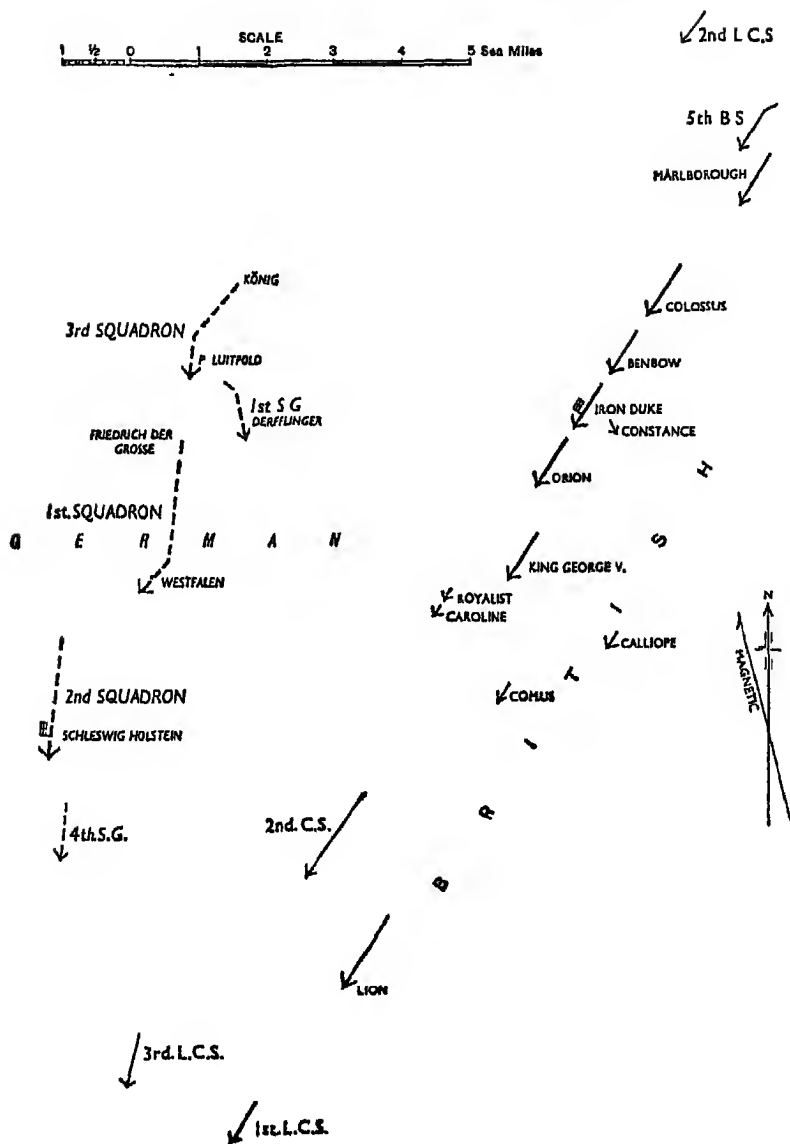 SCALE
1 ½ 0 1 2 3 4 5 Sea Miles
2nd L C.S
5th B S
MARLBOROUGH
KÖNIG
3rd SQUADRON
P LUITPOLD
COLOSSUS
BENBOW
1st S G
DERFFLINGER
IRON DUKE
CONSTANCE
FRIEDRICH DER
GROSSE
ORION
1st. SQUADRON
GERMAN
WESTFALEN
KING GEORGE V.
ROYALIST
CAROLINE
CALLIOPE
N
MAGNETIC
2nd SQUADRON
COMUS
SCHLESWIG HOLSTEIN
4th S.G.
2nd. C.S.
BRITISH
LION
3rd. L.C.S.
1st. L.C.S.